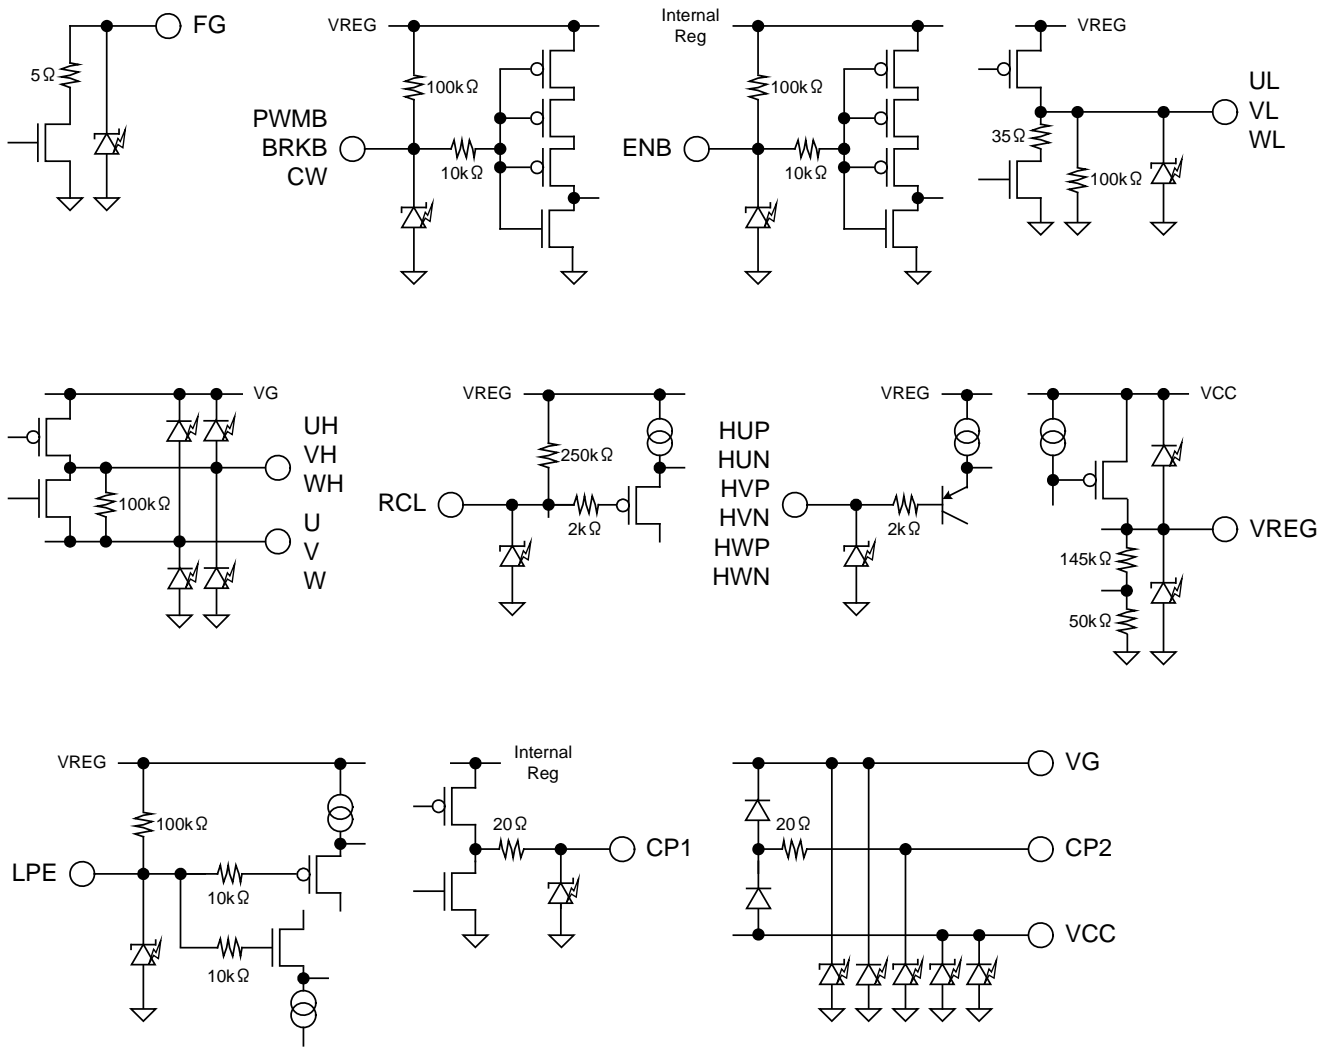 FG
5Ω
VREG
100kΩ
PWMB
BRKB
CW
10kΩ
Internal
Reg
100kΩ
ENB
10kΩ
VREG
UL
VL
WL
35Ω
100kΩ
VG
UH
VH
WH
100kΩ
U
V
W
VREG
250kΩ
RCL
2kΩ
VREG
HUP
HUN
HVP
HVN
HWP
HWN
2kΩ
VCC
VREG
145kΩ
50kΩ
VREG
100kΩ
LPE
10kΩ
10kΩ
Internal
Reg
20Ω
CP1
VG
20Ω
CP2
VCC